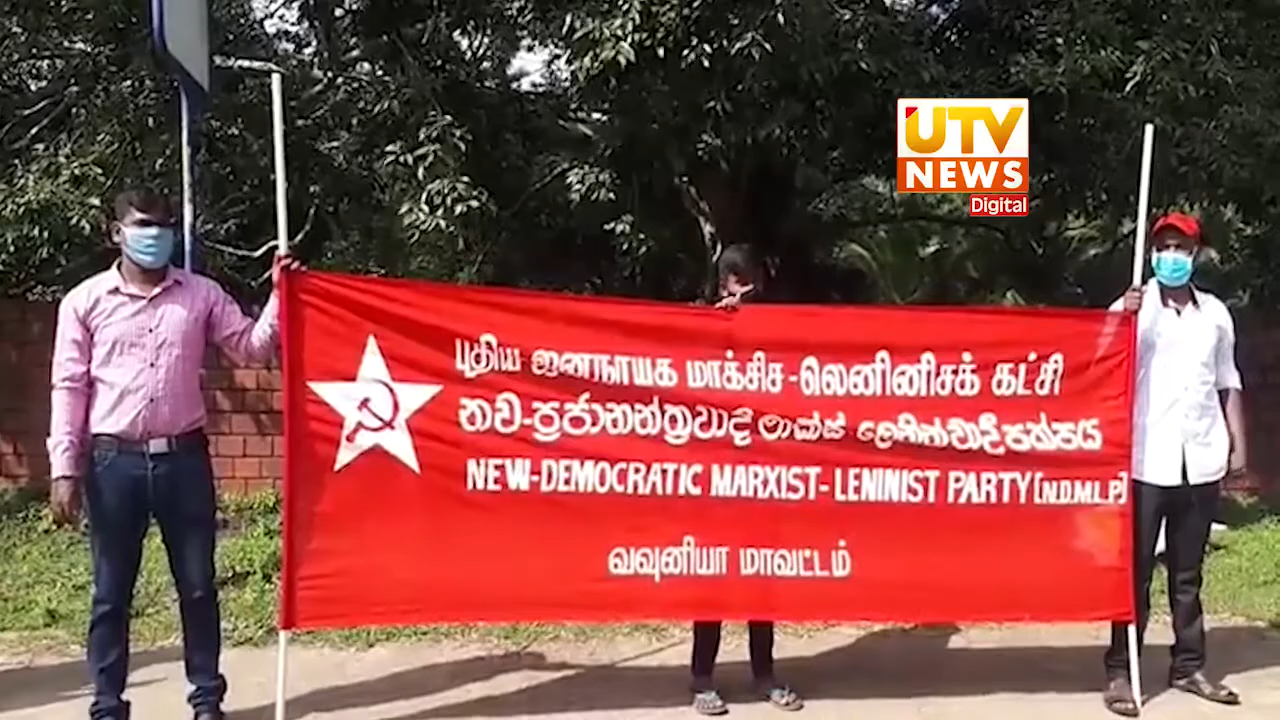 UTV
NEWS
Digital
புதிய ஜனநாயக மாக்சிச-லெனினிசக் கட்சி
නව-ප්‍රජාතන්ත්‍රවාදී මාක්ස් ලෙනින්වාදී පක්ෂය
NEW-DEMOCRATIC MARXIST-LENINIST PARTY [N.D.M.L.P]
வவுனியா மாவட்டம்